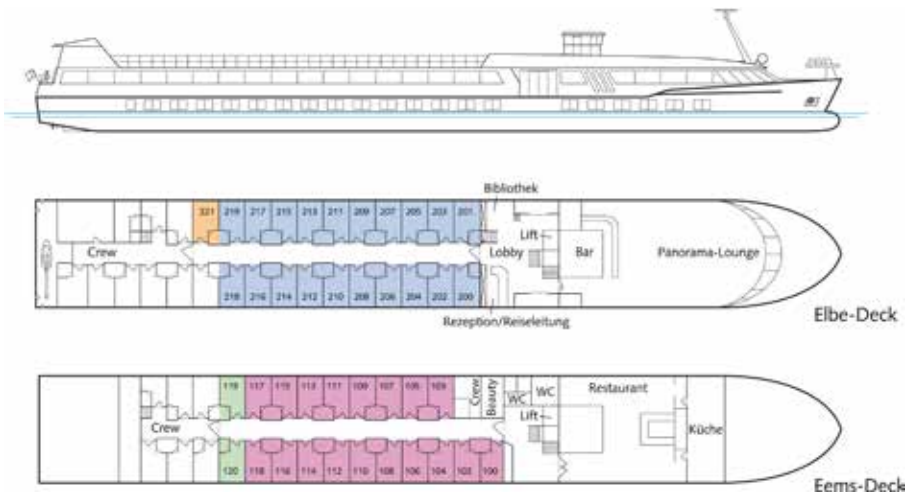 Bibliothek
321 219 217 215 213 211 209 207 205 203 201
Lift
Crew
Lobby
Bar
Panorama-Lounge
218 216 214 212 210 208 206 204 202 200
Rezeption/Reiseleitung
Elbe-Deck
119 117 115 113 111 109 107 105 103
Crew
Beauty
WC
WC
Restaurant
Lift
Crew
Küche
120 118 116 114 112 110 108 106 104 102 100
Eems-Deck